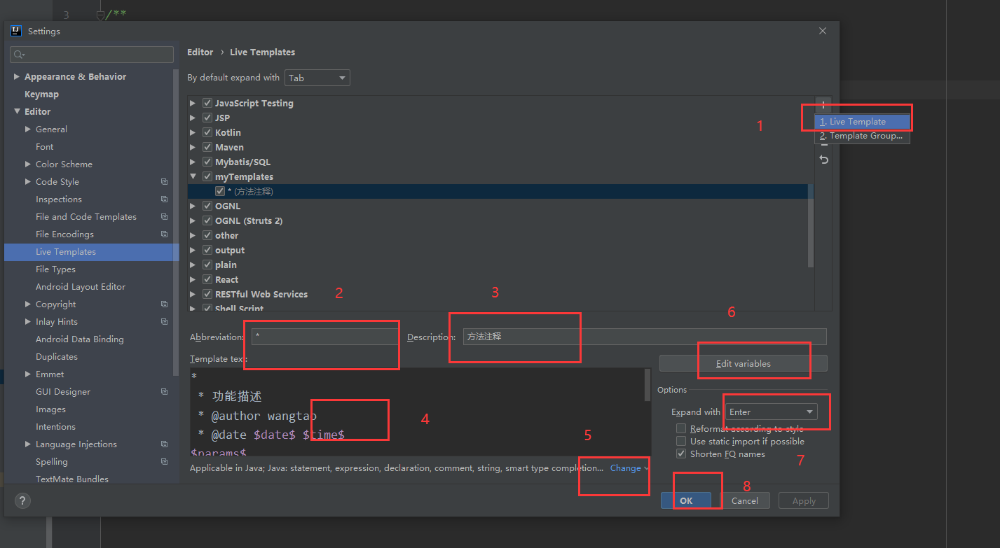 3 /**
Settings
Appearance & Behavior
Keymap
Editor
General
Font
Color Scheme
Code Style
Inspections
File and Code Templates
File Encodings
Live Templates
File Types
Android Layout Editor
Copyright
Inlay Hints
Android Data Binding
Duplicates
Emmet
GUI Designer
Images
Intentions
Language Injections
Spelling
TextMate Bundles
?
Editor › Live Templates
By default expand with Tab
JavaScript Testing
JSP
Kotlin
Maven
Mybatis/SQL
myTemplates
* (方法注释)
OGNL
OGNL (Struts 2)
other
output
plain
React
RESTful Web Services
Shell Script
1
1. Live Template
2. Template Group...
2
3
6
Abbreviation: *
Description: 方法注释
Template text:
*
* 功能描述
* @author wangtao
* @date $date$ $time$
$params$
4
5
Applicable in Java; Java: statement, expression, declaration, comment, string, smart type completion... Change
Edit variables
Options
Expand with Enter
Reformat according to style
Use static import if possible
Shorten FQ names
7
8
OK
Cancel
Apply